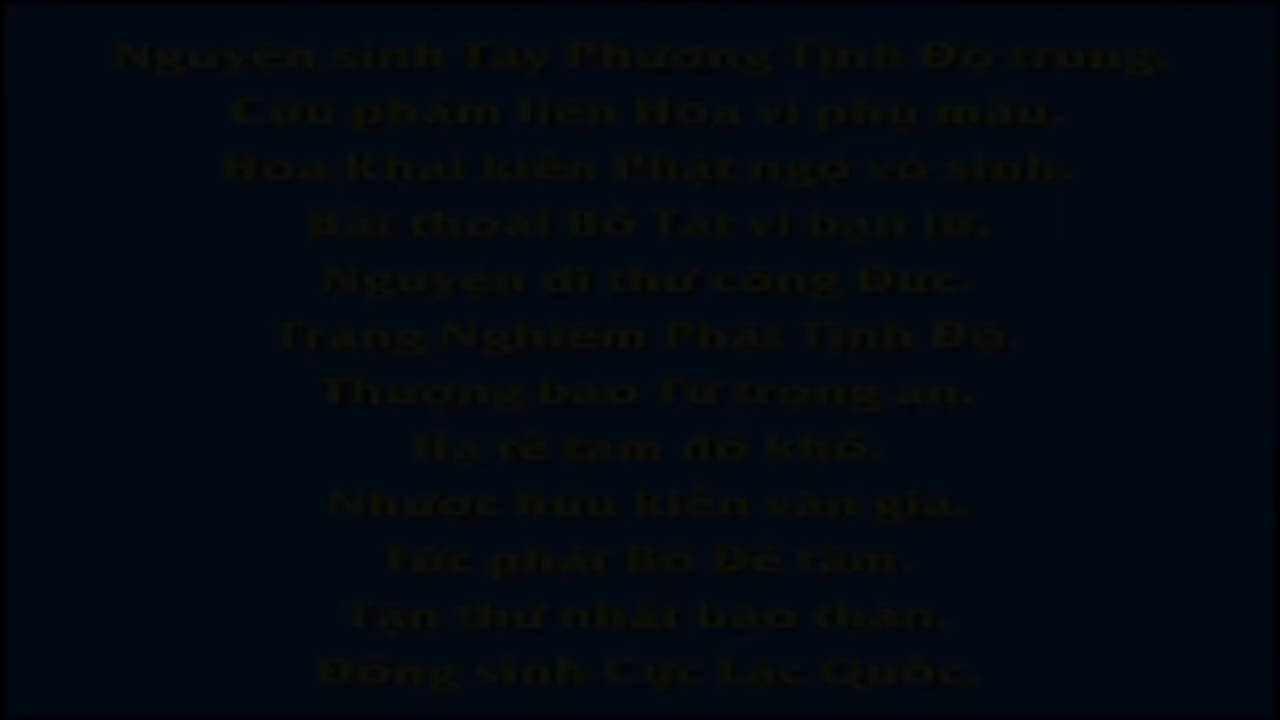 Nguyện sinh Tây Phương Tịnh Độ trung.
Cửu phẩm liên Hoa vi phụ mẫu.
Hoa Khai kiến Phật ngộ vô sinh.
Bất thoái Bồ Tát vi bạn lữ.
Nguyện dĩ thử công Đức.
Trang Nghiêm Phật Tịnh Độ.
Thượng báo Tứ trọng ân.
Hạ tế tam đồ khổ.
Nhược hữu kiến văn giả.
Tức phát Bồ Đề tâm.
Tận thử nhất báo thân.
Đồng sinh Cực Lạc Quốc.